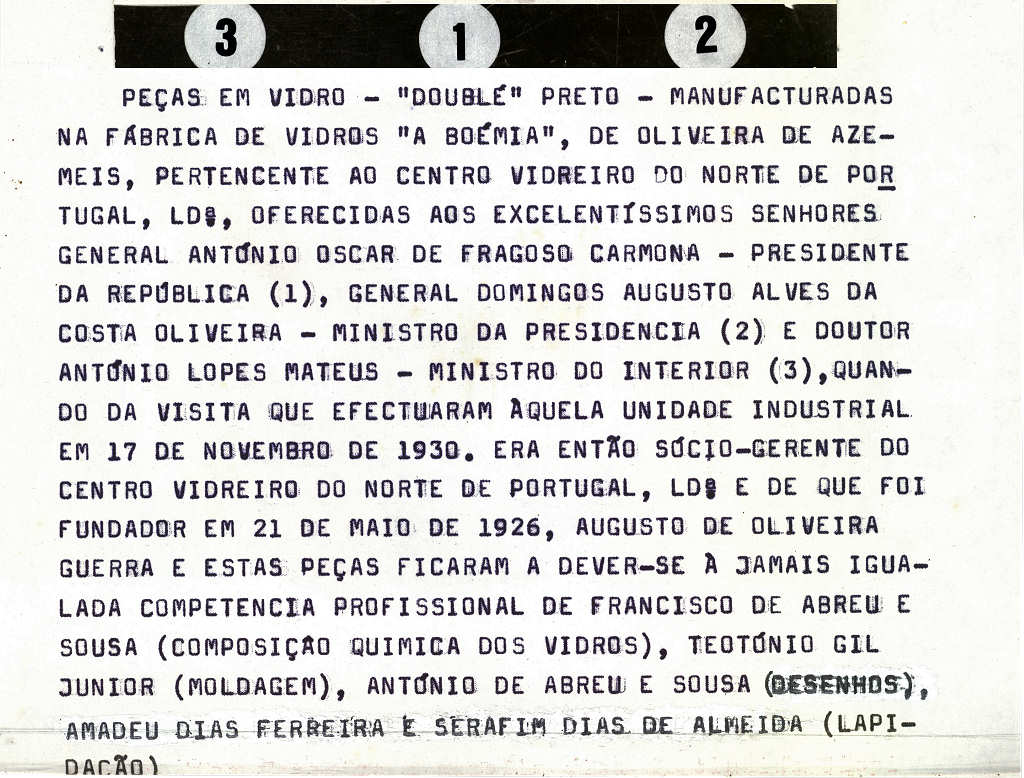 3 1 2
PEÇAS EM VIDRO - "DOUBLÉ" PRETO - MANUFACTURADAS
NA FÁBRICA DE VIDROS "A BOÉMIA", DE OLIVEIRA DE AZE-
MEIS, PERTENCENTE AO CENTRO VIDREIRO DO NORTE DE POR
TUGAL, LDª, OFERECIDAS AOS EXCELENTÍSSIMOS SENHORES
GENERAL ANTÓNIO OSCAR DE FRAGOSO CARMONA - PRESIDENTE
DA REPÚBLICA (1), GENERAL DOMINGOS AUGUSTO ALVES DA
COSTA OLIVEIRA - MINISTRO DA PRESIDENCIA (2) E DOUTOR
ANTÓNIO LOPES MATEUS - MINISTRO DO INTERIOR (3),QUAN-
DO DA VISITA QUE EFECTUARAM ÀQUELA UNIDADE INDUSTRIAL
EM 17 DE NOVEMBRO DE 1930. ERA ENTÃO SÓCIO-GERENTE DO
CENTRO VIDREIRO DO NORTE DE PORTUGAL, LDª E DE QUE FOI
FUNDADOR EM 21 DE MAIO DE 1926, AUGUSTO DE OLIVEIRA
GUERRA E ESTAS PEÇAS FICARAM A DEVER-SE À JAMAIS IGUA-
LADA COMPETENCIA PROFISSIONAL DE FRANCISCO DE ABREU E
SOUSA (COMPOSIÇÃO QUIMICA DOS VIDROS), TEOTÓNIO GIL
JUNIOR (MOLDAGEM), ANTÓNIO DE ABREU E SOUSA (DESENHOS),
AMADEU DIAS FERREIRA E SERAFIM DIAS DE ALMEIDA (LAPI-
DAÇÃO)